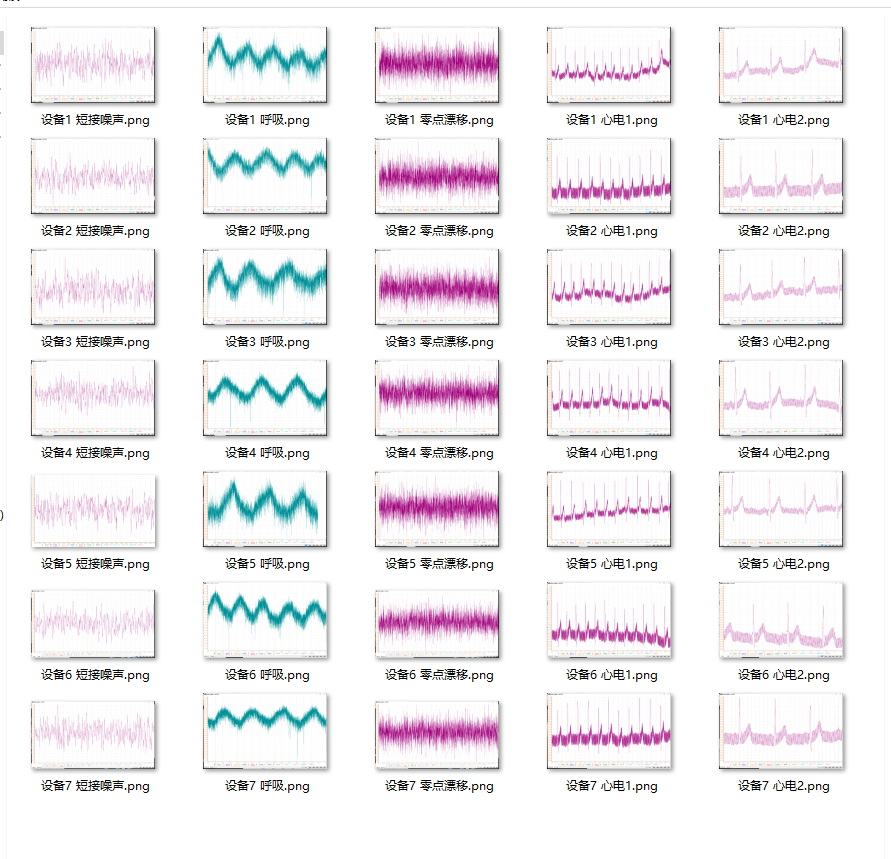 设备1 短接噪声.png
设备1 呼吸.png
设备1 零点漂移.png
设备1 心电1.png
设备1 心电2.png
设备2 短接噪声.png
设备2 呼吸.png
设备2 零点漂移.png
设备2 心电1.png
设备2 心电2.png
设备3 短接噪声.png
设备3 呼吸.png
设备3 零点漂移.png
设备3 心电1.png
设备3 心电2.png
设备4 短接噪声.png
设备4 呼吸.png
设备4 零点漂移.png
设备4 心电1.png
设备4 心电2.png
设备5 短接噪声.png
设备5 呼吸.png
设备5 零点漂移.png
设备5 心电1.png
设备5 心电2.png
设备6 短接噪声.png
设备6 呼吸.png
设备6 零点漂移.png
设备6 心电1.png
设备6 心电2.png
设备7 短接噪声.png
设备7 呼吸.png
设备7 零点漂移.png
设备7 心电1.png
设备7 心电2.png